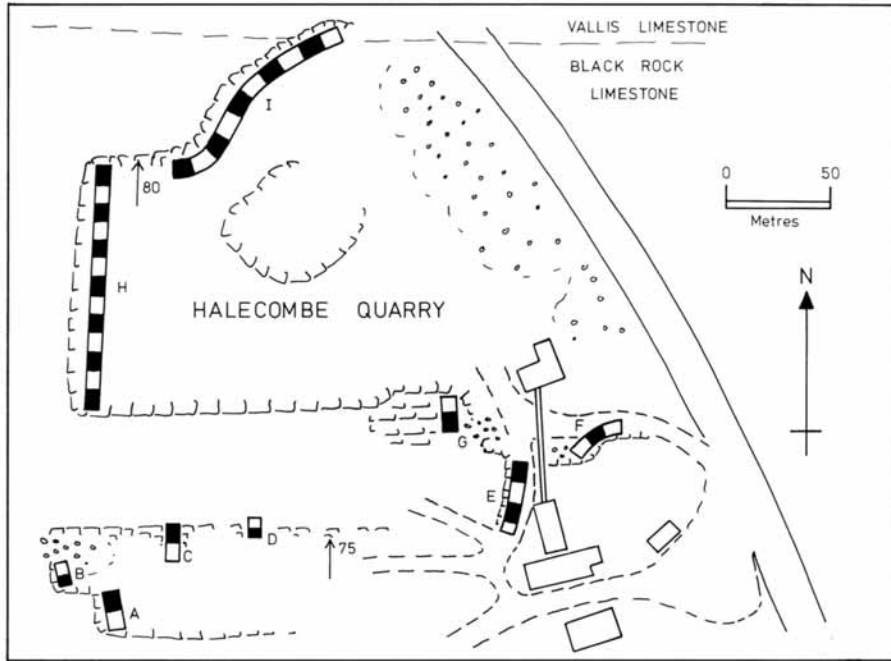 VALLIS LIMESTONE
BLACK ROCK
LIMESTONE
I
0 50
Metres
80
H
N
HALECOMBE QUARRY
F
G
E
D
C
75
B
A